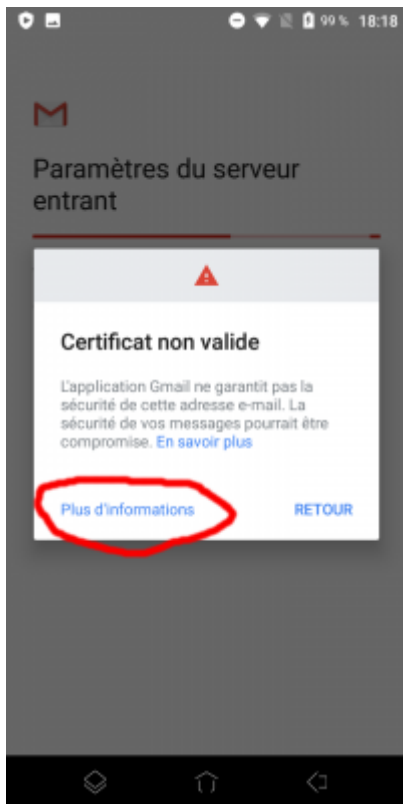 99 % 18:18
Paramètres du serveur
entrant
Certificat non valide
L'application Gmail ne garantit pas la
sécurité de cette adresse e-mail. La
sécurité de vos messages pourrait être
compromise. En savoir plus
Plus d'informations RETOUR